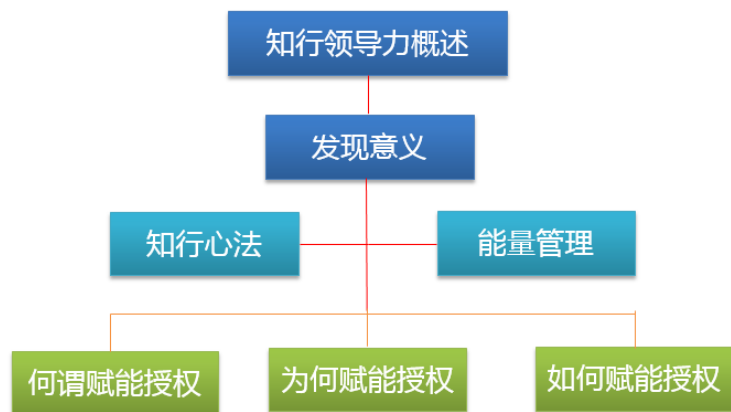 知行领导力概述
发现意义
知行心法
能量管理
何谓赋能授权
为何赋能授权
如何赋能授权